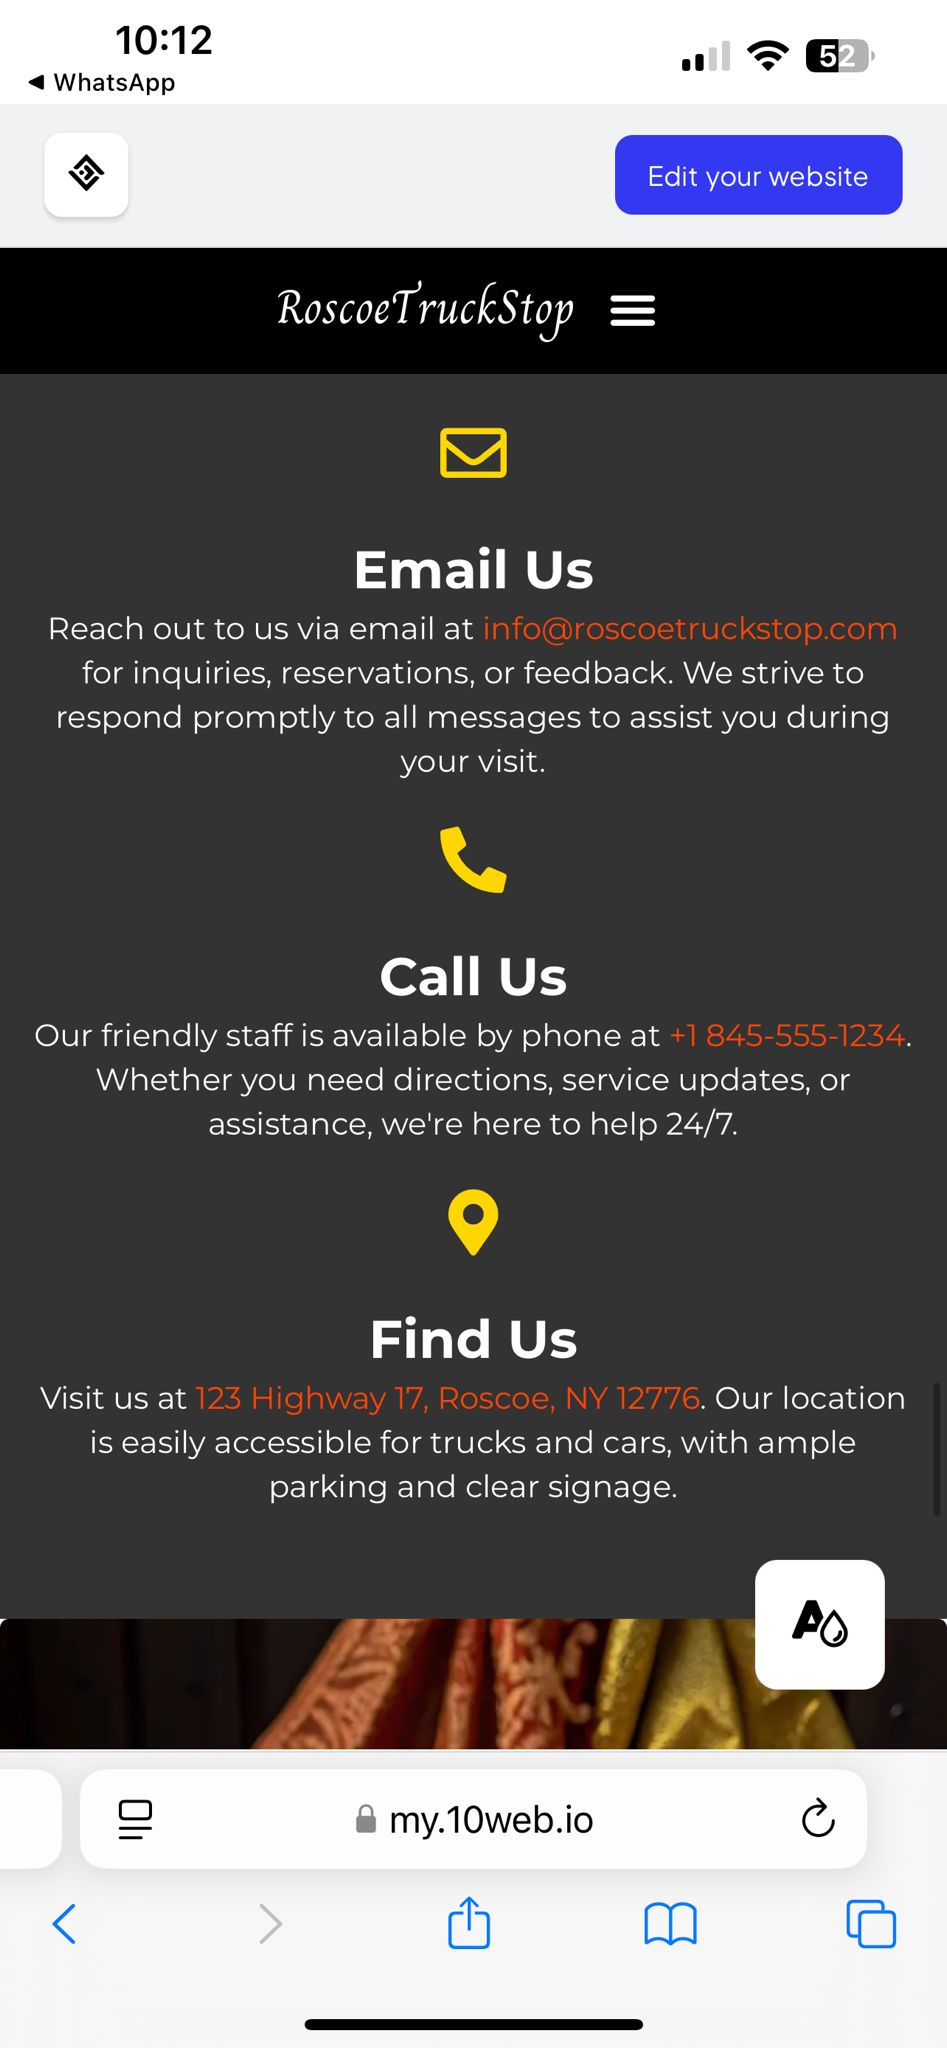 10:12
WhatsApp
52
Edit your website
RoscoeTruckStop
Email Us
Reach out to us via email at info@roscoetruckstop.com
for inquiries, reservations, or feedback. We strive to
respond promptly to all messages to assist you during
your visit.
Call Us
Our friendly staff is available by phone at +1 845-555-1234.
Whether you need directions, service updates, or
assistance, we're here to help 24/7.
Find Us
Visit us at 123 Highway 17, Roscoe, NY 12776. Our location
is easily accessible for trucks and cars, with ample
parking and clear signage.
A
my.10web.io